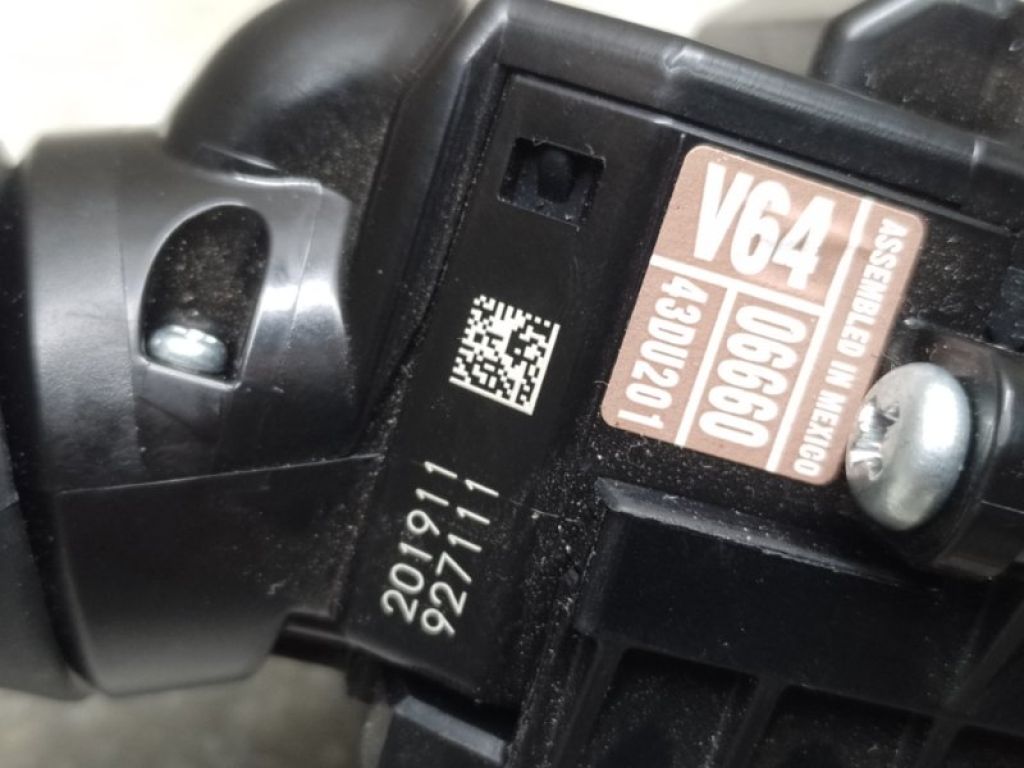 V64
06660
43DU201
ASSEMBLED IN MEXICO
201911
927111